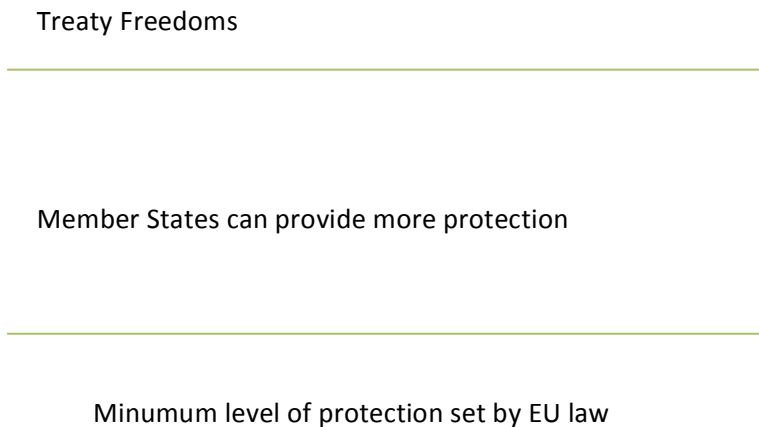 Treaty Freedoms
Member States can provide more protection
Minumum level of protection set by EU law